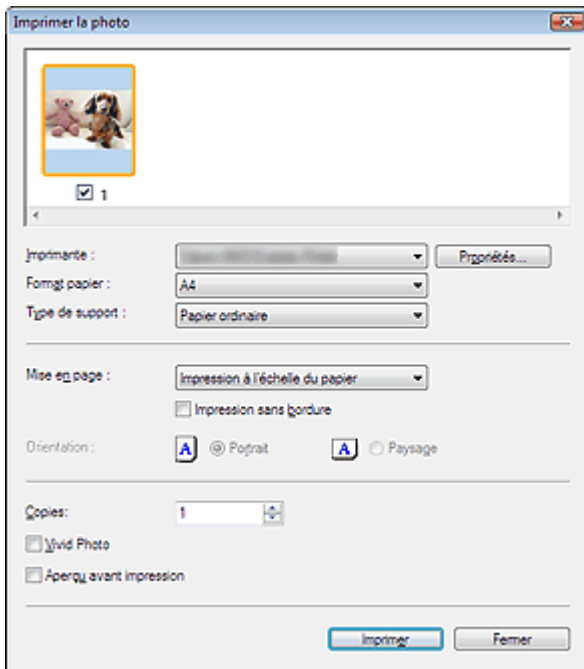 Imprimer la photo
1
Imprimante :
Propriétés...
Format papier :
A4
Type de support :
Papier ordinaire
Mise en page :
Impression à l'échelle du papier
Impression sans bordure
Orientation :
A Portrait
A Paysage
Copies:
1
Vivid Photo
Aperçu avant impression
Imprimer
Fermer